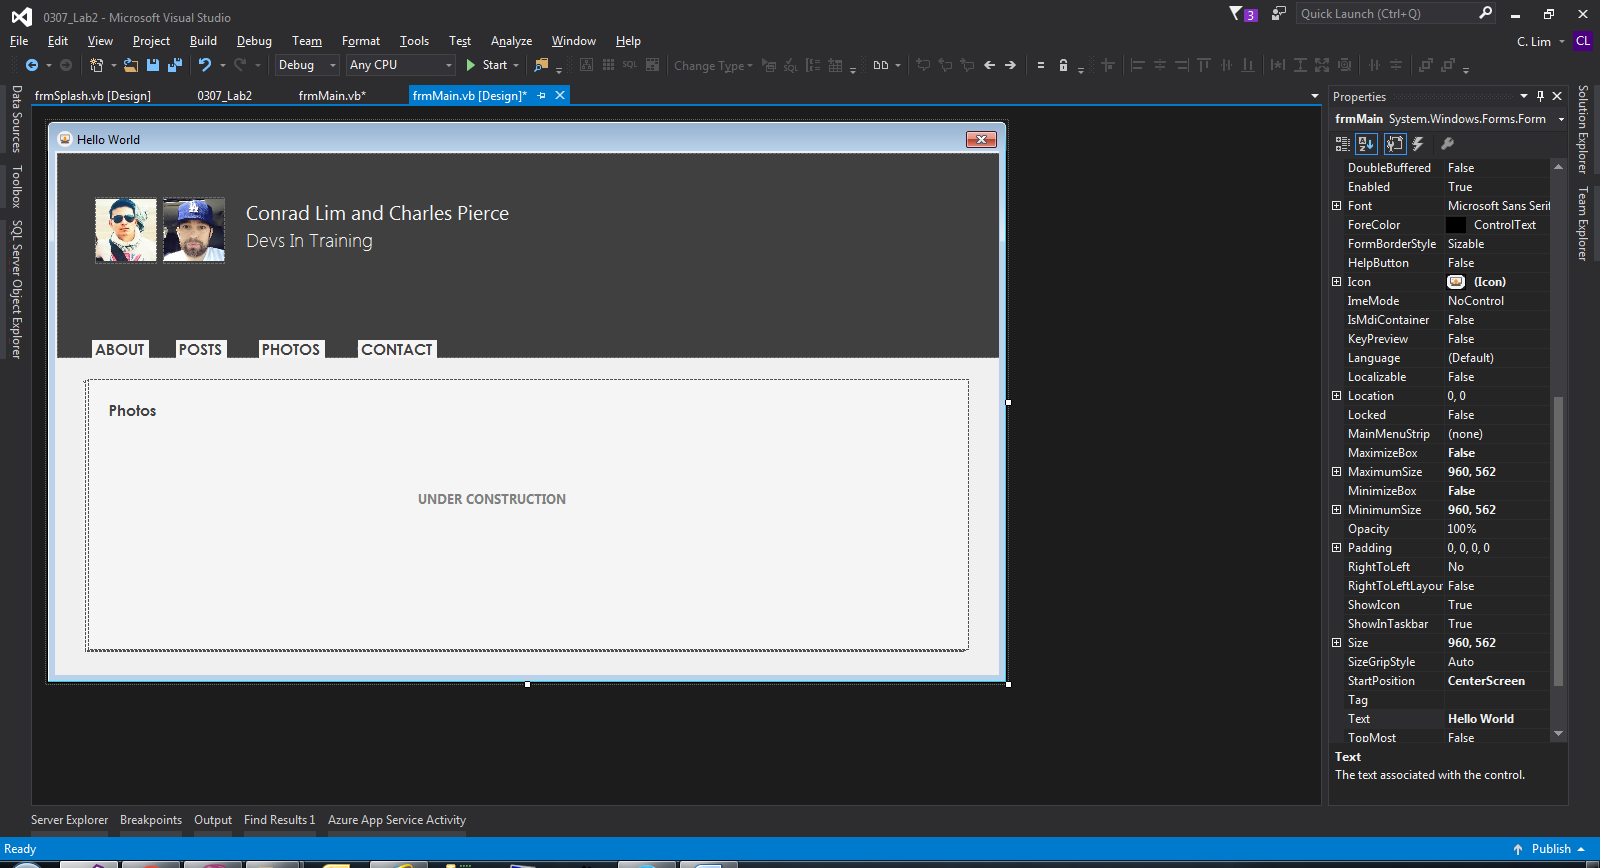 0307_Lab2 - Microsoft Visual Studio
3
Quick Launch (Ctrl+Q)
File Edit View Project Build Debug Team Format Tools Test Analyze Window Help
C. Lim CL
Debug Any CPU Start Change Type
frmSplash.vb [Design] 0307_Lab2 frmMain.vb* frmMain.vb [Design]*
Data Sources
Toolbox
SQL Server Object Explorer
Hello World
Conrad Lim and Charles Pierce
Devs In Training
ABOUT POSTS PHOTOS CONTACT
Photos
UNDER CONSTRUCTION
Properties
frmMain System.Windows.Forms.Form
DoubleBuffered False
Enabled True
Font Microsoft Sans Serif
ForeColor ControlText
FormBorderStyle Sizable
HelpButton False
Icon (Icon)
ImeMode NoControl
IsMdiContainer False
KeyPreview False
Language (Default)
Localizable False
Location 0, 0
Locked False
MainMenuStrip (none)
MaximizeBox False
MaximumSize 960, 562
MinimizeBox False
MinimumSize 960, 562
Opacity 100%
Padding 0, 0, 0, 0
RightToLeft No
RightToLeftLayou False
ShowIcon True
ShowInTaskbar True
Size 960, 562
SizeGripStyle Auto
StartPosition CenterScreen
Tag
Text Hello World
TopMost False
Text
The text associated with the control.
Solution Explorer
Team Explorer
Server Explorer Breakpoints Output Find Results 1 Azure App Service Activity
Ready
Publish